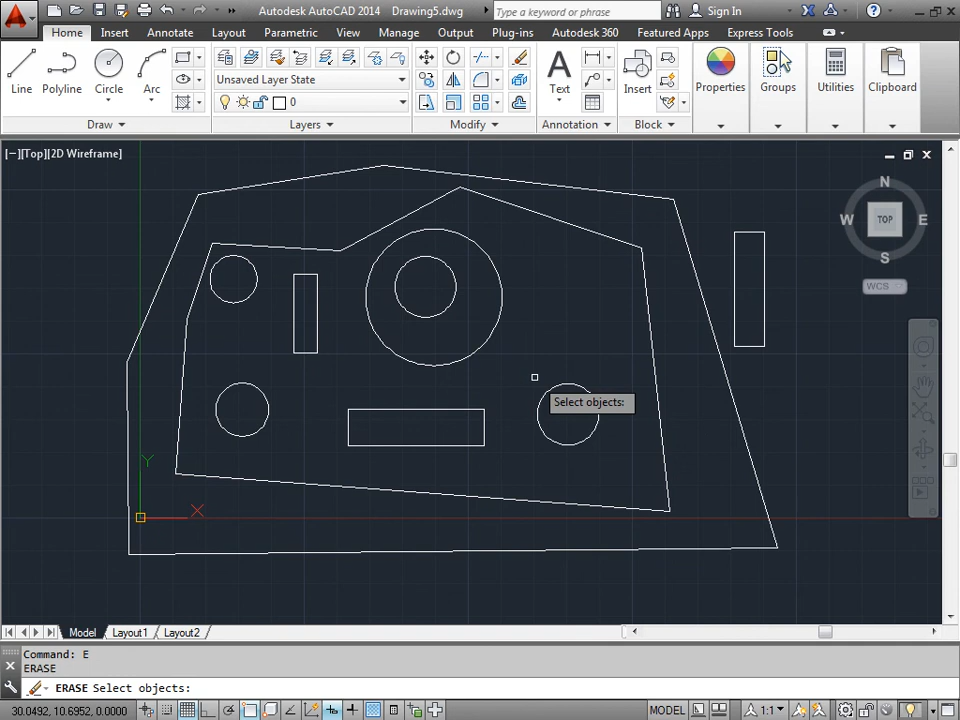 Autodesk AutoCAD 2014 Drawing5.dwg
Type a keyword or phrase
Sign In
Home Insert Annotate Layout Parametric View Manage Output Plug-ins Autodesk 360 Featured Apps Express Tools
Unsaved Layer State
0
Line Polyline Circle Arc Text Insert Properties Groups Utilities Clipboard
Draw Layers Modify Annotation Block
[−][Top][2D Wireframe]
N
W TOP E
S
WCS
Select objects:
Y
X
Model Layout1 Layout2
Command: E
ERASE
ERASE Select objects:
30.0492, 10.6952, 0.0000
MODEL
1:1